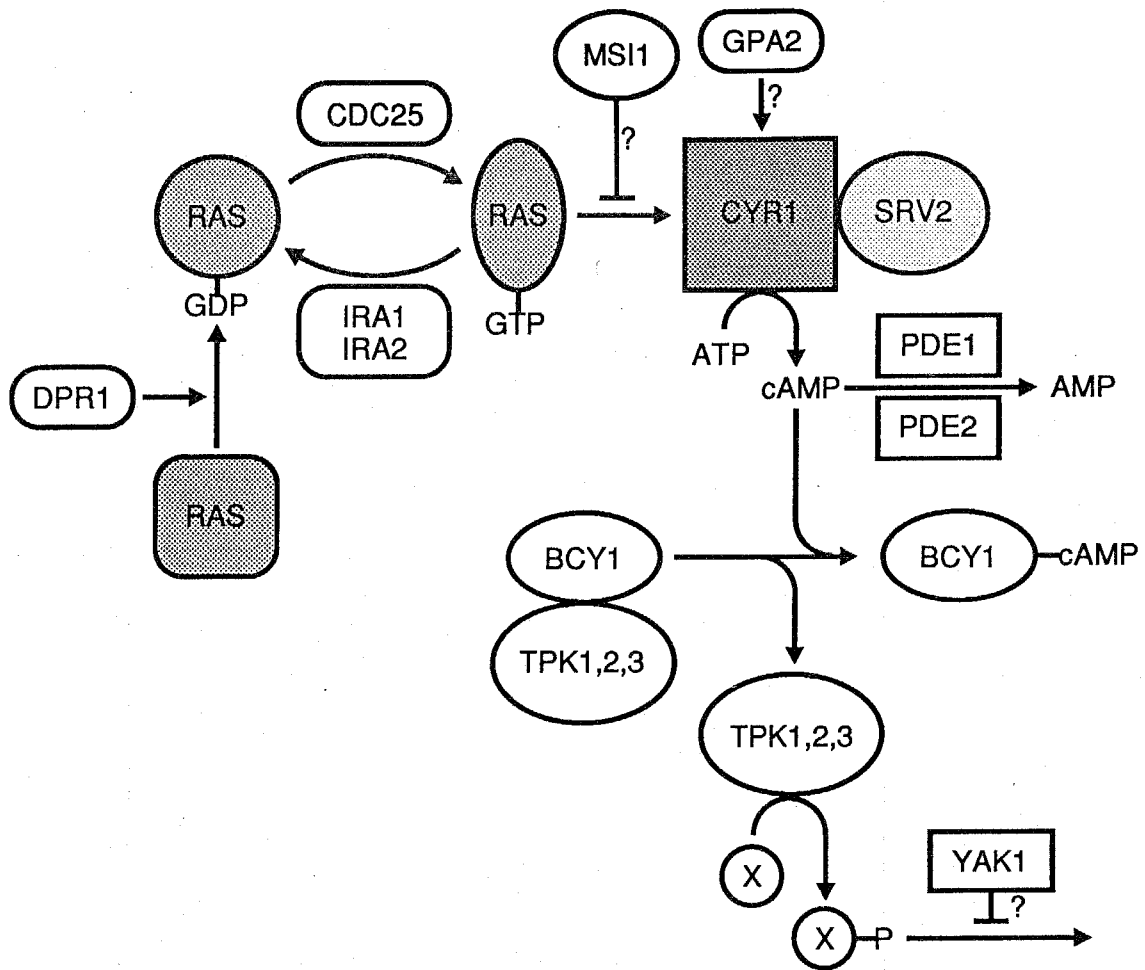 MSI1
GPA2
?
?
CDC25
RAS
RAS
CYR1
SRV2
GDP
GTP
IRA1
IRA2
ATP
PDE1
cAMP
AMP
PDE2
DPR1
RAS
BCY1
BCY1
cAMP
TPK1,2,3
TPK1,2,3
X
YAK1
?
X
P